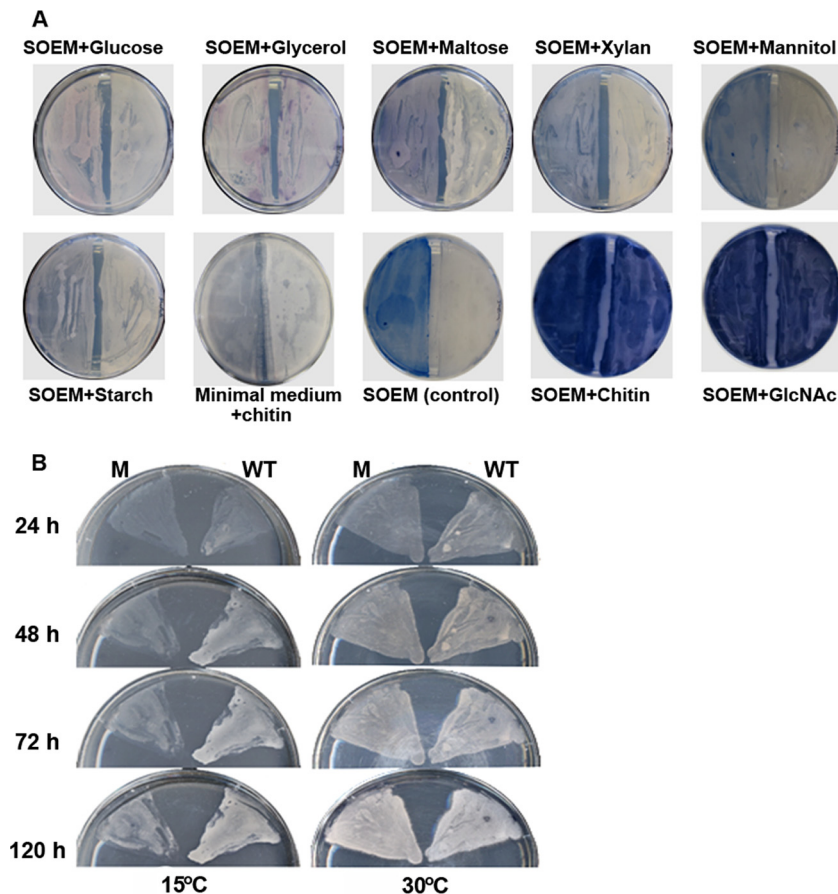 A
SOEM+Glucose SOEM+Glycerol SOEM+Maltose SOEM+Xylan SOEM+Mannitol
SOEM+Starch Minimal medium SOEM (control) SOEM+Chitin SOEM+GlcNAc
+chitin
B
M WT M WT
24 h
48 h
72 h
120 h
15ºC 30ºC